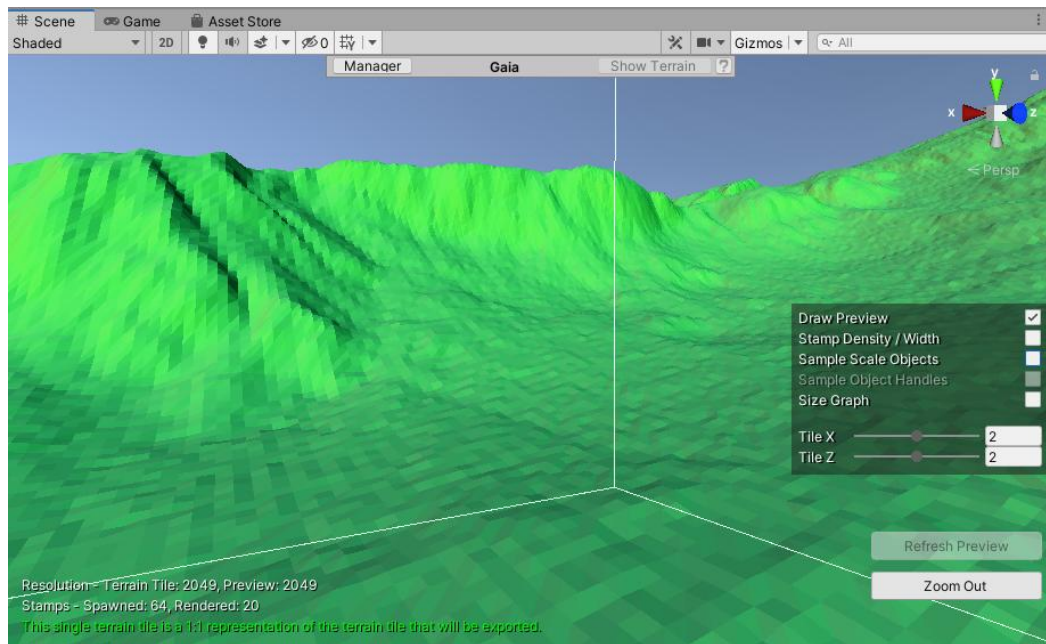 # Scene Game Asset Store
Shaded 2D 0 Gizmos All
Manager Gaia Show Terrain ?
y
x z
Persp
Draw Preview
Stamp Density / Width
Sample Scale Objects
Sample Object Handles
Size Graph
Tile X 2
Tile Z 2
Refresh Preview
Resolution - Terrain Tile: 2049, Preview: 2049
Zoom Out
Stamps - Spawned: 64, Rendered: 20
This single terrain tile is a 1:1 representation of the terrain tile that will be exported.